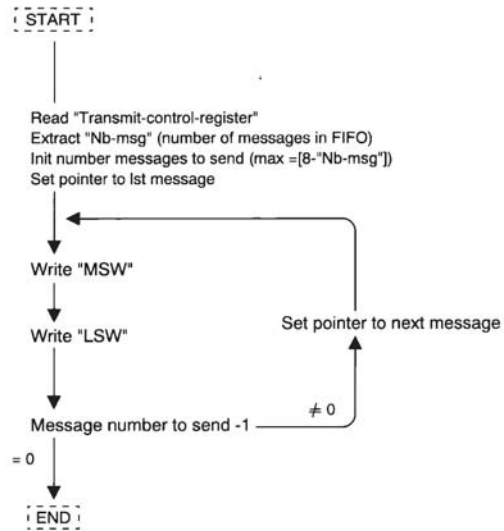 START
Read "Transmit-control-register"
Extract "Nb-msg" (number of messages in FIFO)
Init number messages to send (max =[8-"Nb-msg"])
Set pointer to lst message
Write "MSW"
Set pointer to next message
Write "LSW"
≠ 0
Message number to send -1
= 0
END